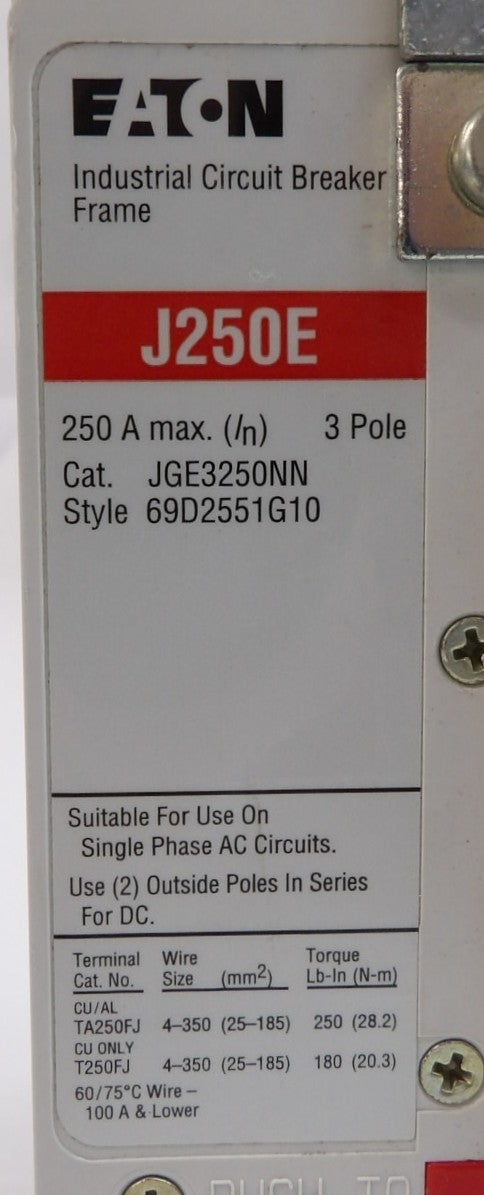 EATON
Industrial Circuit Breaker
Frame
J250E
250 A max. (In) 3 Pole
Cat. JGE3250NN
Style 69D2551G10
Suitable For Use On
Single Phase AC Circuits.
Use (2) Outside Poles In Series
For DC.
Terminal Wire Torque
Cat. No. Size (mm²) Lb-In (N-m)
CU/AL
TA250FJ 4–350 (25–185) 250 (28.2)
CU ONLY
T250FJ 4–350 (25–185) 180 (20.3)
60/75°C Wire –
100 A & Lower
PUSH TO